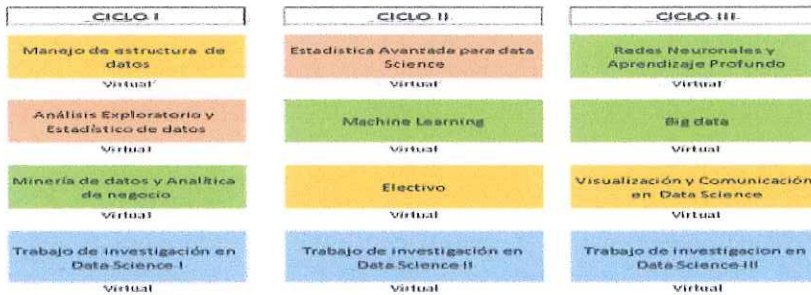 CICLO I
Manejo de estructura de
datos
Virtual
Análisis Exploratorio y
Estadístico de datos
Virtual
Minería de datos y Analítica
de negocio
Virtual
Trabajo de investigación en
Data Science I
Virtual
CICLO II
Estadística Avanzada para data
Science
Virtual
Machine Learning
Virtual
Electivo
Virtual
Trabajo de investigación en
Data Science II
Virtual
CICLO III
Redes Neuronales y
Aprendizaje Profundo
Virtual
Big data
Virtual
Visualización y Comunicación
en Data Science
Virtual
Trabajo de investigacion en
Data Science III
Virtual